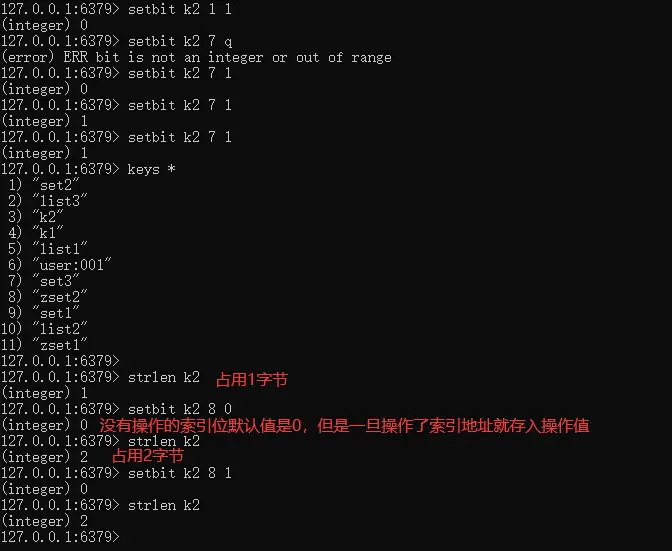 127.0.0.1:6379> setbit k2 1 1
(integer) 0
127.0.0.1:6379> setbit k2 7 q
(error) ERR bit is not an integer or out of range
127.0.0.1:6379> setbit k2 7 1
(integer) 0
127.0.0.1:6379> setbit k2 7 1
(integer) 1
127.0.0.1:6379> setbit k2 7 1
(integer) 1
127.0.0.1:6379> keys *
1) "set2"
2) "list3"
3) "k2"
4) "k1"
5) "list1"
6) "user:001"
7) "set3"
8) "zset2"
9) "set1"
10) "list2"
11) "zset1"
127.0.0.1:6379>
127.0.0.1:6379> strlen k2 占用1字节
(integer) 1
127.0.0.1:6379> setbit k2 8 0
(integer) 0 没有操作的索引位默认值是0，但是一旦操作了索引地址就存入操作值
127.0.0.1:6379> strlen k2
(integer) 2 占用2字节
127.0.0.1:6379> setbit k2 8 1
(integer) 0
127.0.0.1:6379> strlen k2
(integer) 2
127.0.0.1:6379>